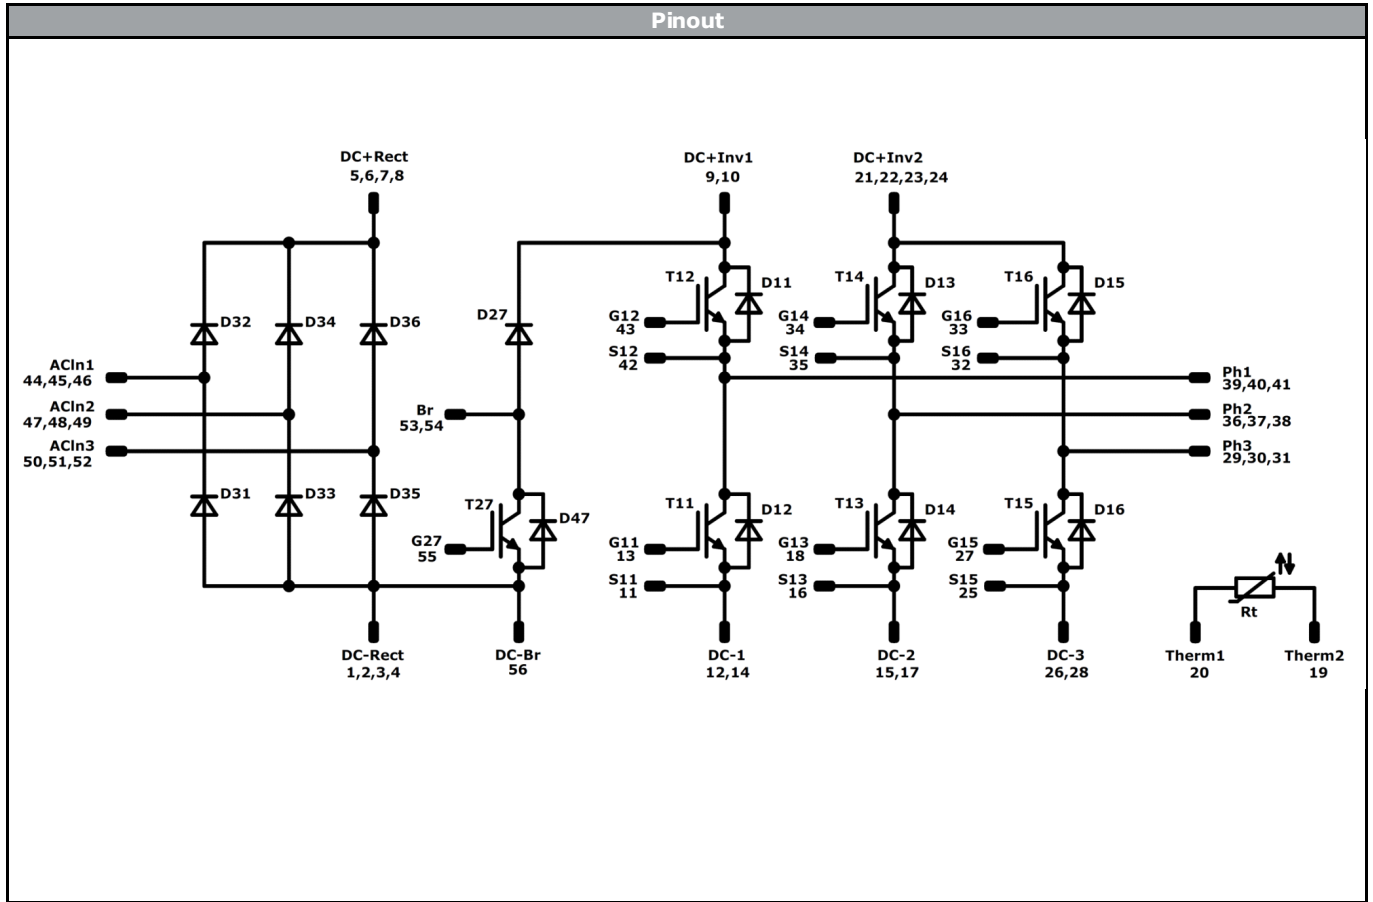 Pinout
DC+Rect
5,6,7,8
DC+Inv1
9,10
DC+Inv2
21,22,23,24
T12
D11
T14
D13
T16
D15
D32
D34
D36
D27
G12
43
G14
34
G16
33
S12
42
S14
35
S16
32
ACIn1
44,45,46
Ph1
39,40,41
ACIn2
47,48,49
Br
53,54
Ph2
36,37,38
ACIn3
50,51,52
Ph3
29,30,31
D31
D33
D35
T27
D47
T11
D12
T13
D14
T15
D16
G27
55
G11
13
G13
18
G15
27
S11
11
S13
16
S15
25
Rt
DC-Rect
1,2,3,4
DC-Br
56
DC-1
12,14
DC-2
15,17
DC-3
26,28
Therm1
20
Therm2
19